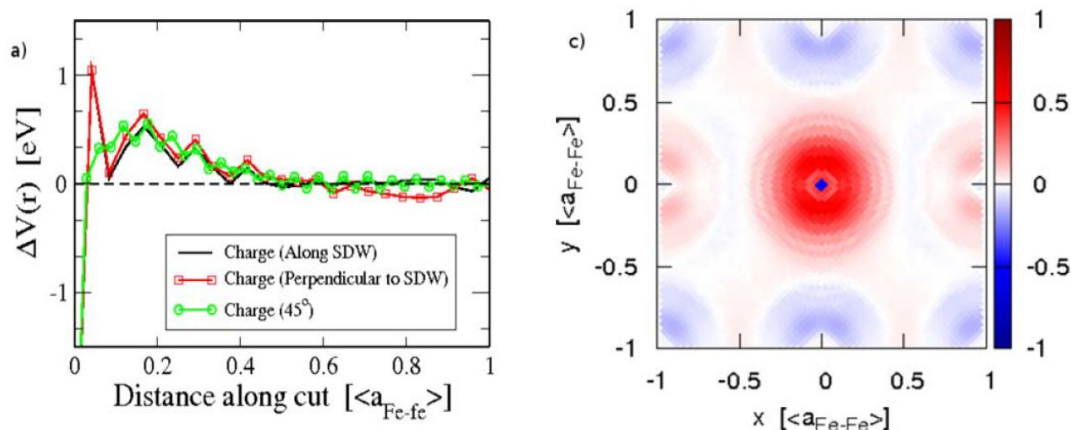 a)
ΔV(r) [eV]
1
0
-1
Charge (Along SDW)
Charge (Perpendicular to SDW)
Charge (45°)
0 0.2 0.4 0.6 0.8 1
Distance along cut [<a_Fe-fe>]
c)
y [<a_Fe-Fe>]
1
0.5
0
-0.5
-1
-1 -0.5 0 0.5 1
x [<a_Fe-Fe>]
1
0.5
0
-0.5
-1